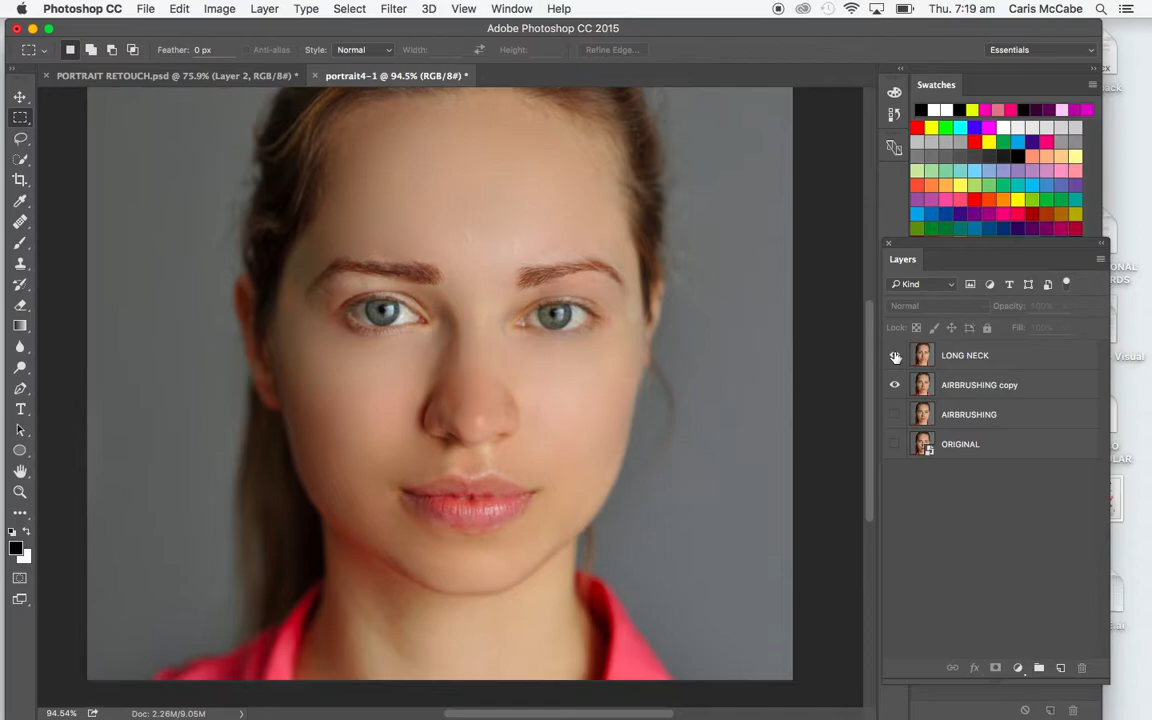 Photoshop CC File Edit Image Layer Type Select Filter 3D View Window Help Thu. 7:19 am Caris McCabe
Adobe Photoshop CC 2015
Feather: 0 px Anti-alias Style: Normal Width: Height: Refine Edge... Essentials
PORTRAIT RETOUCH.psd @ 75.9% (Layer 2, RGB/8#) * portrait4-1 @ 94.5% (RGB/8#) *
Swatches
Layers
Kind
Normal Opacity: 100%
Lock: Fill: 100%
LONG NECK
AIRBRUSHING copy
AIRBRUSHING
ORIGINAL
94.54% Doc: 2.26M/9.05M
Visual